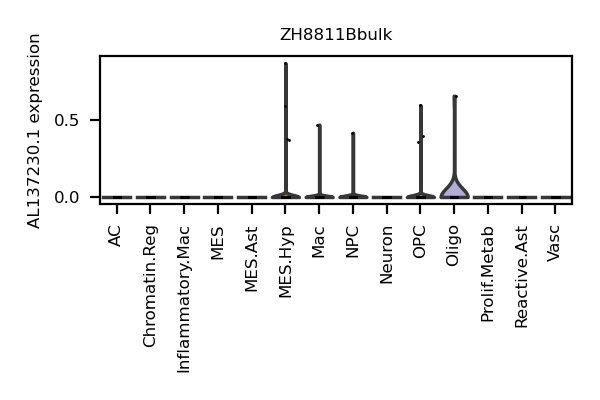 ZH8811Bbulk
AL137230.1 expression
0.5
0.0
AC
Chromatin.Reg
Inflammatory.Mac
MES
MES.Ast
MES.Hyp
Mac
NPC
Neuron
OPC
Oligo
Prolif.Metab
Reactive.Ast
Vasc